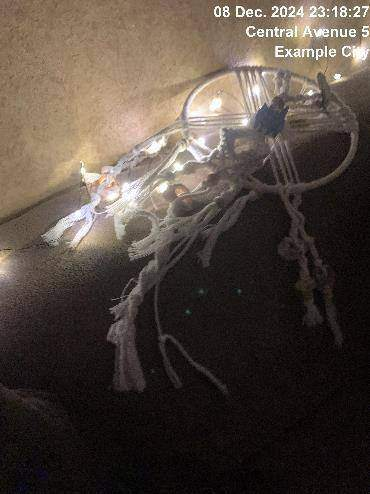 08 Dec. 2024 23:18:27
Central Avenue 5
Example City